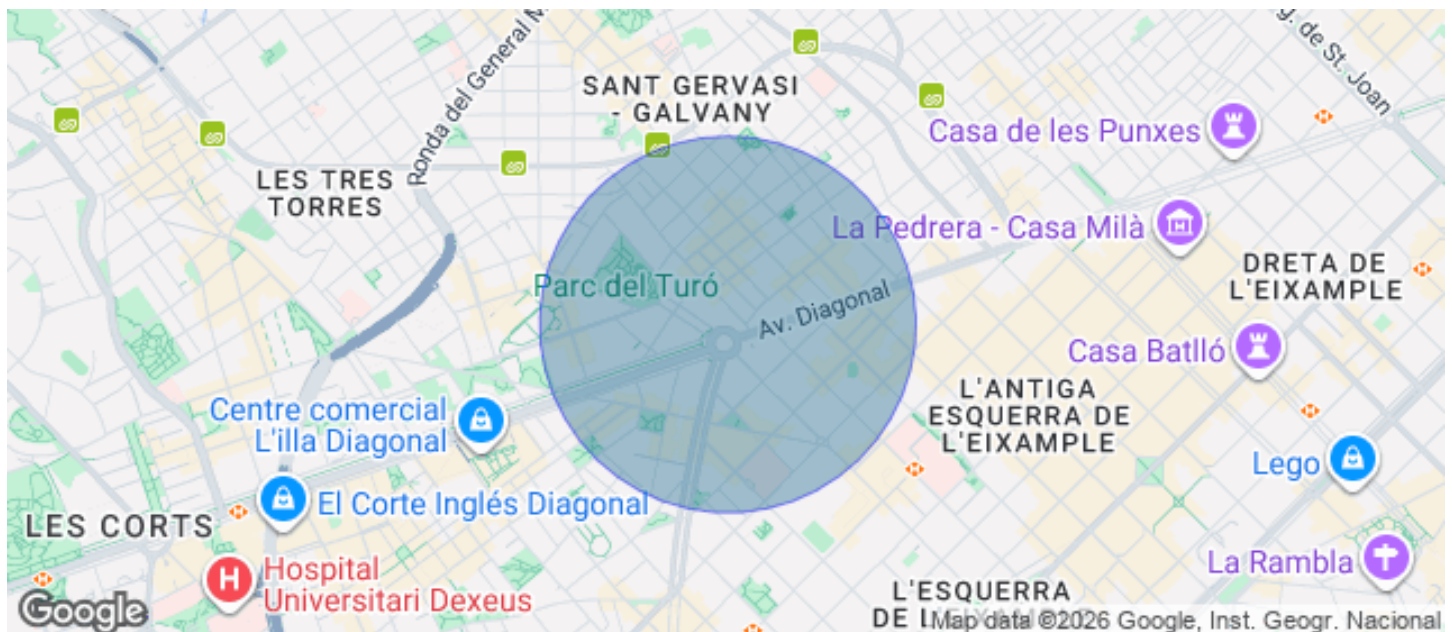 Ronda del General M
SANT GERVASI
- GALVANY
g. de St. Joan
Casa de les Punxes
LES TRES
TORRES
La Pedrera - Casa Milà
DRETA DE
L'EIXAMPLE
Parc del Turó
Av. Diagonal
Casa Batlló
L'ANTIGA
ESQUERRA DE
L'EIXAMPLE
Centre comercial
L'illa Diagonal
Lego
El Corte Inglés Diagonal
LES CORTS
La Rambla
H
Hospital
Universitari Dexeus
L'ESQUERRA
DE L'EIXAMPLE
Google
Map data ©2026 Google, Inst. Geogr. Nacional